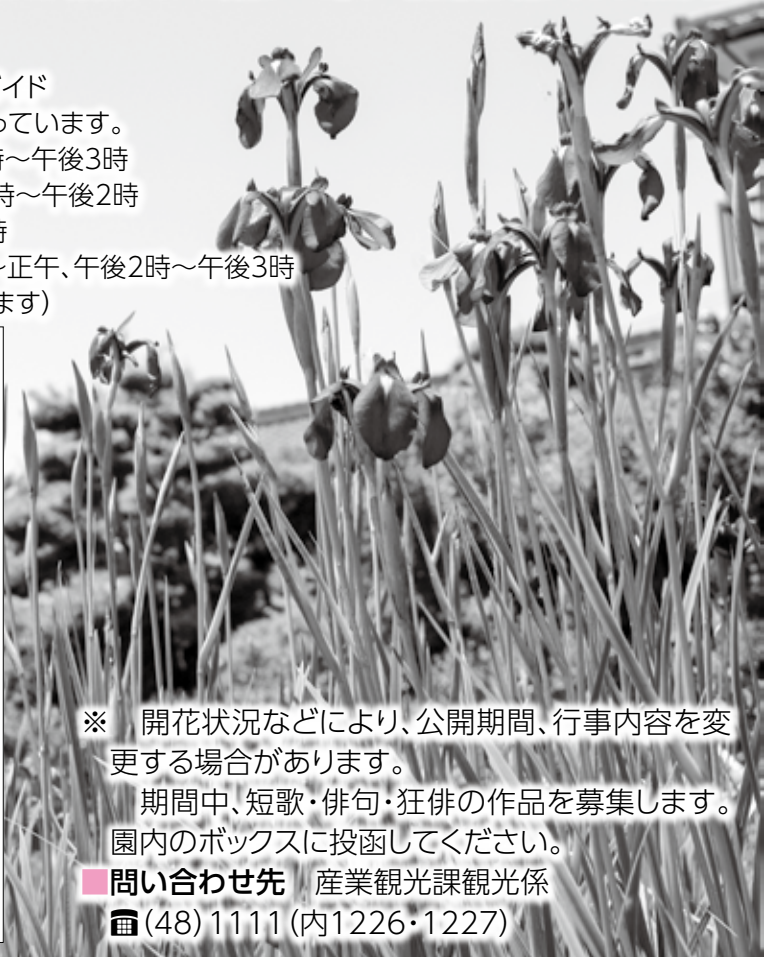 イド
っています。
時～午後3時
時～午後2時
時
～正午、午後2時～午後3時
ます）
※　開花状況などにより、公開期間、行事内容を変
更する場合があります。
　期間中、短歌・俳句・狂俳の作品を募集します。
園内のボックスに投函してください。
■問い合わせ先　産業観光課観光係
☎(48)1111(内1226・1227)